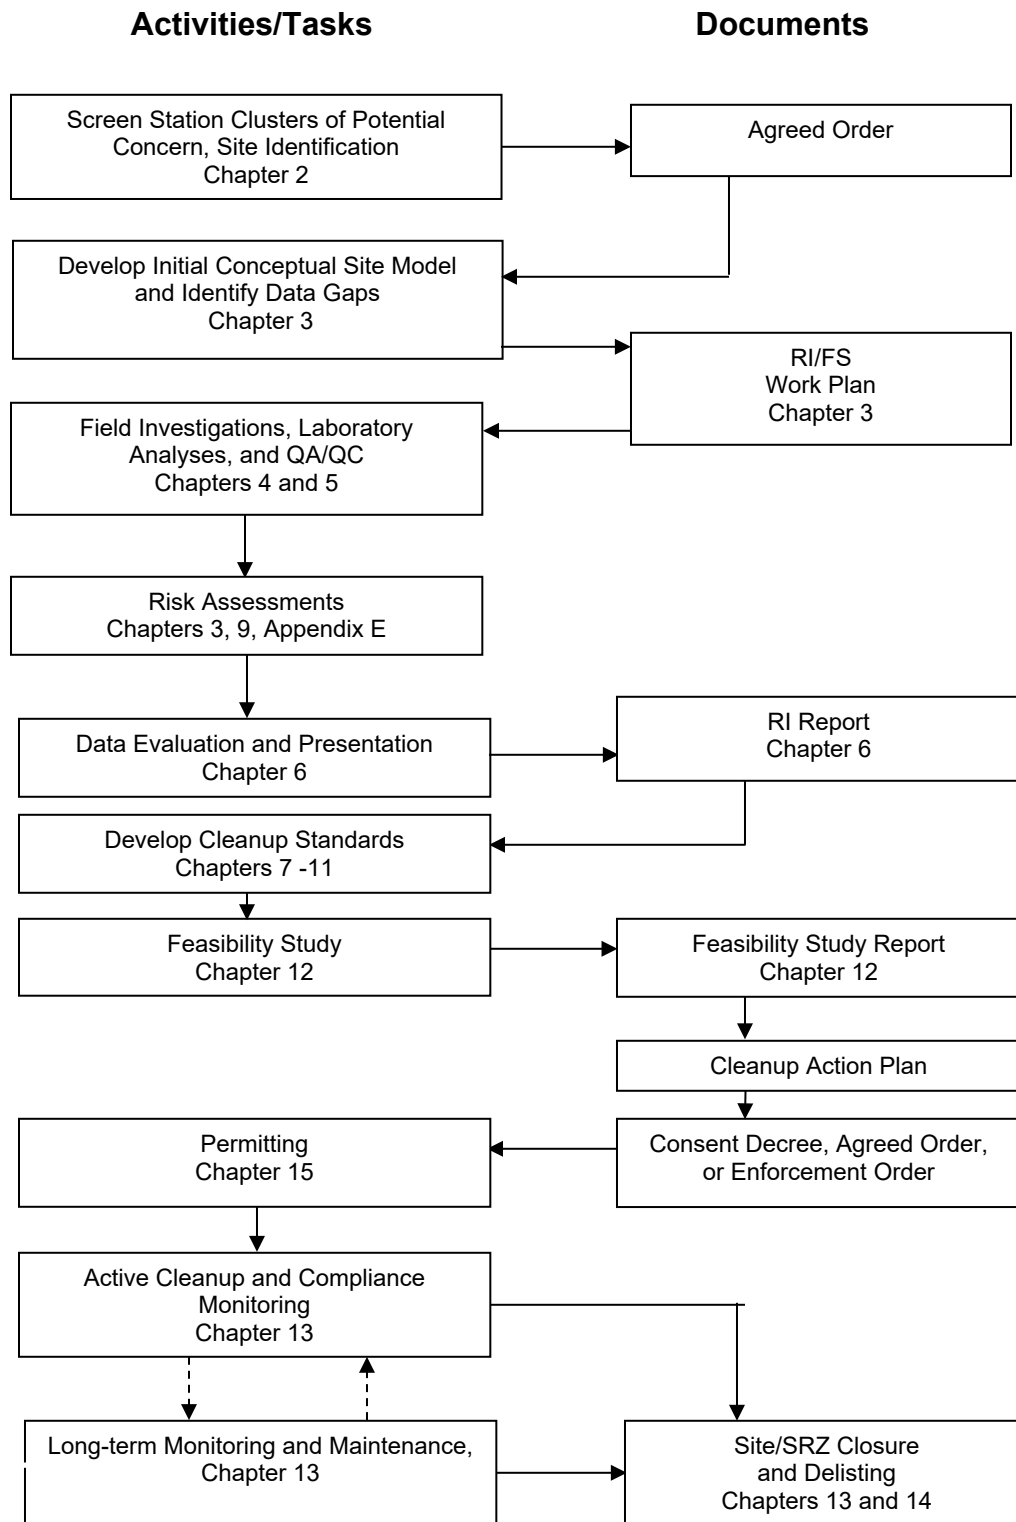 Activities/Tasks
Documents
Screen Station Clusters of Potential
Concern, Site Identification
Chapter 2
Agreed Order
Develop Initial Conceptual Site Model
and Identify Data Gaps
Chapter 3
RI/FS
Work Plan
Chapter 3
Field Investigations, Laboratory
Analyses, and QA/QC
Chapters 4 and 5
Risk Assessments
Chapters 3, 9, Appendix E
Data Evaluation and Presentation
Chapter 6
RI Report
Chapter 6
Develop Cleanup Standards
Chapters 7 -11
Feasibility Study
Chapter 12
Feasibility Study Report
Chapter 12
Cleanup Action Plan
Consent Decree, Agreed Order,
or Enforcement Order
Permitting
Chapter 15
Active Cleanup and Compliance
Monitoring
Chapter 13
Long-term Monitoring and Maintenance,
Chapter 13
Site/SRZ Closure
and Delisting
Chapters 13 and 14